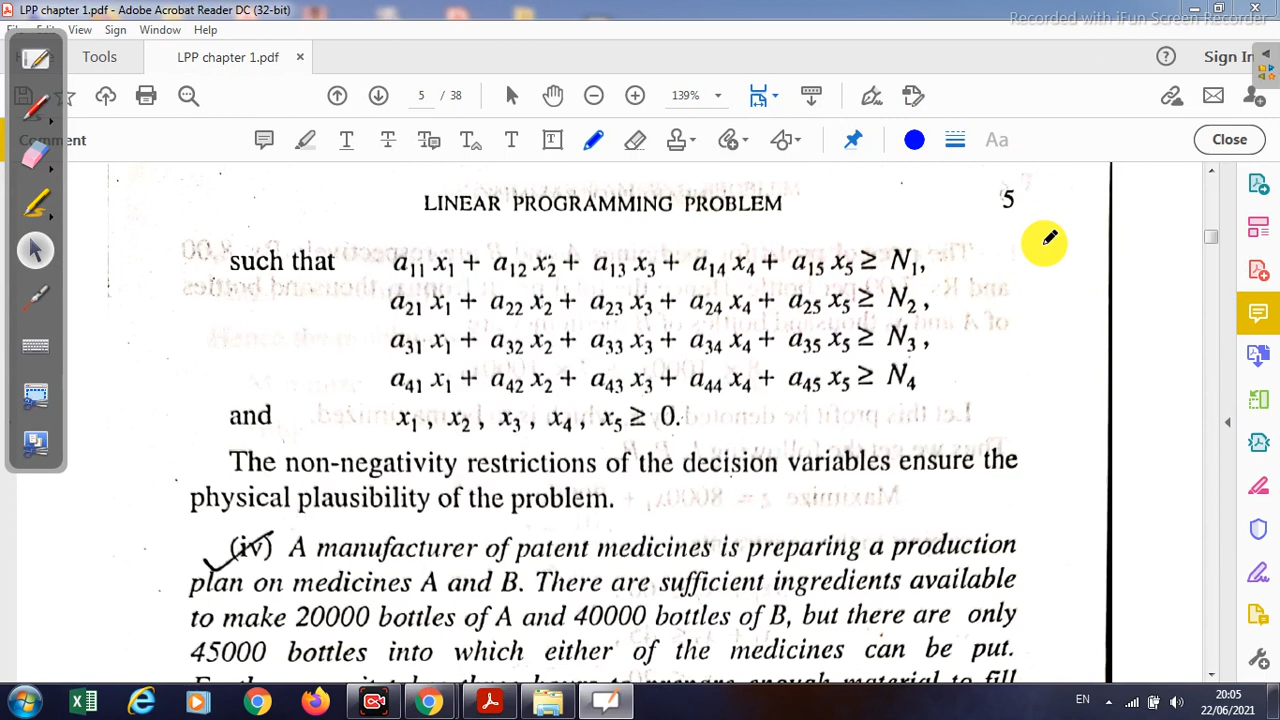 LPP chapter 1.pdf - Adobe Acrobat Reader DC (32-bit)
Recorded with iFun Screen Recorder
View Sign Window Help
Tools LPP chapter 1.pdf × Sign In
5 / 38 139%
Comment Aa Close
LINEAR PROGRAMMING PROBLEM 5
such that a₁₁ x₁ + a₁₂ x₂ + a₁₃ x₃ + a₁₄ x₄ + a₁₅ x₅ ≥ N₁,
a₂₁ x₁ + a₂₂ x₂ + a₂₃ x₃ + a₂₄ x₄ + a₂₅ x₅ ≥ N₂ ,
a₃₁ x₁ + a₃₂ x₂ + a₃₃ x₃ + a₃₄ x₄ + a₃₅ x₅ ≥ N₃ ,
a₄₁ x₁ + a₄₂ x₂ + a₄₃ x₃ + a₄₄ x₄ + a₄₅ x₅ ≥ N₄
and x₁ , x₂ , x₃ , x₄ , x₅ ≥ 0.
The non-negativity restrictions of the decision variables ensure the
physical plausibility of the problem.
(iv) A manufacturer of patent medicines is preparing a production
plan on medicines A and B. There are sufficient ingredients available
to make 20000 bottles of A and 40000 bottles of B, but there are only
45000 bottles into which either of the medicines can be put.
enough material to fill
EN 20:05
22/06/2021